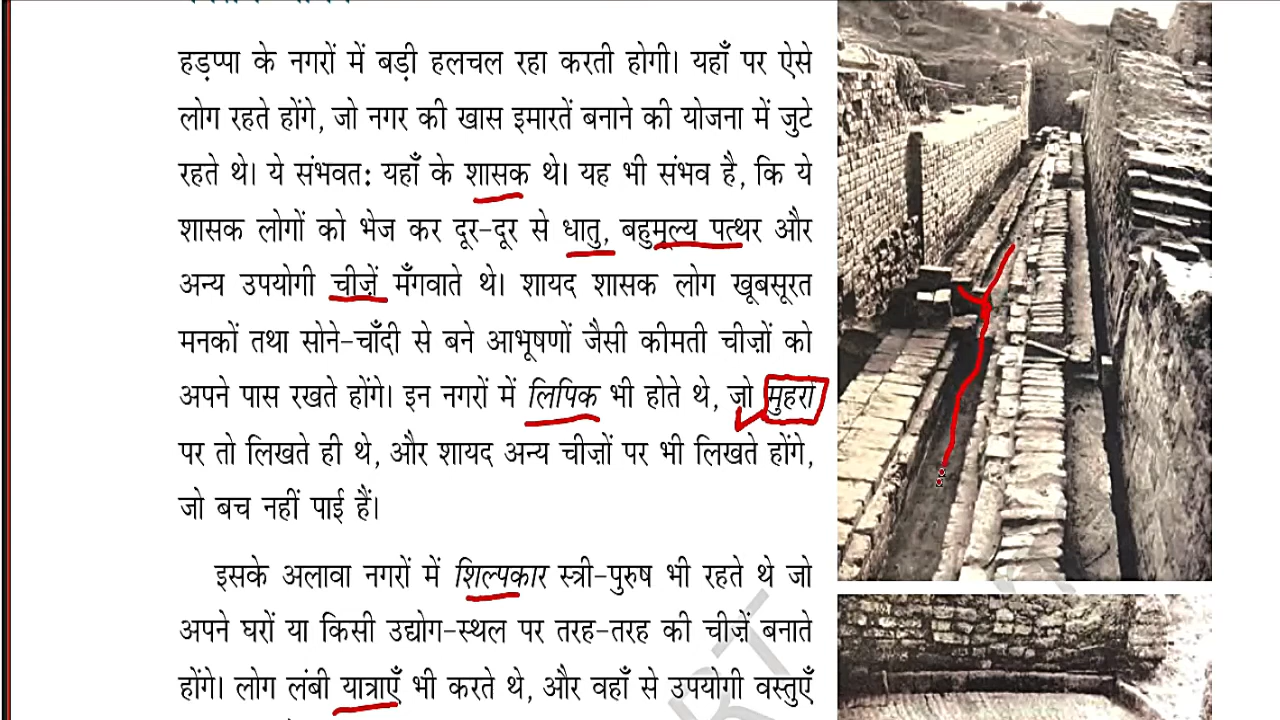 हड़प्पा के नगरों में बड़ी हलचल रहा करती होगी। यहाँ पर ऐसे
लोग रहते होंगे, जो नगर की खास इमारतें बनाने की योजना में जुटे
रहते थे। ये संभवत: यहाँ के शासक थे। यह भी संभव है, कि ये
शासक लोगों को भेज कर दूर-दूर से धातु, बहुमूल्य पत्थर और
अन्य उपयोगी चीज़ें मँगवाते थे। शायद शासक लोग खूबसूरत
मनकों तथा सोने-चाँदी से बने आभूषणों जैसी कीमती चीज़ों को
अपने पास रखते होंगे। इन नगरों में लिपिक भी होते थे, जो मुहरों
पर तो लिखते ही थे, और शायद अन्य चीज़ों पर भी लिखते होंगे,
जो बच नहीं पाई हैं।
इसके अलावा नगरों में शिल्पकार स्त्री-पुरुष भी रहते थे जो
अपने घरों या किसी उद्योग-स्थल पर तरह-तरह की चीज़ें बनाते
होंगे। लोग लंबी यात्राएँ भी करते थे, और वहाँ से उपयोगी वस्तुएँ